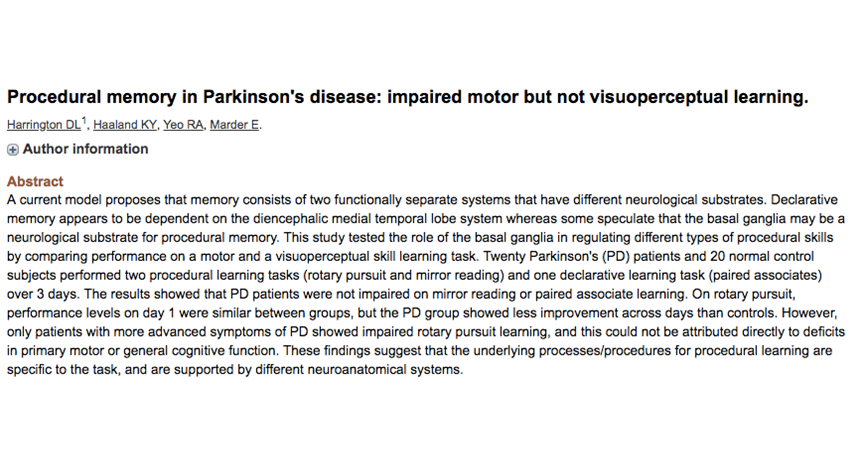 Procedural memory in Parkinson's disease: impaired motor but not visuoperceptual learning.
Harrington DL1, Haaland KY, Yeo RA, Marder E.
Author information
Abstract
A current model proposes that memory consists of two functionally separate systems that have different neurological substrates. Declarative
memory appears to be dependent on the diencephalic medial temporal lobe system whereas some speculate that the basal ganglia may be a
neurological substrate for procedural memory. This study tested the role of the basal ganglia in regulating different types of procedural skills
by comparing performance on a motor and a visuoperceptual skill learning task. Twenty Parkinson's (PD) patients and 20 normal control
subjects performed two procedural learning tasks (rotary pursuit and mirror reading) and one declarative learning task (paired associates)
over 3 days. The results showed that PD patients were not impaired on mirror reading or paired associate learning. On rotary pursuit,
performance levels on day 1 were similar between groups, but the PD group showed less improvement across days than controls. However,
only patients with more advanced symptoms of PD showed impaired rotary pursuit learning, and this could not be attributed directly to deficits
in primary motor or general cognitive function. These findings suggest that the underlying processes/procedures for procedural learning are
specific to the task, and are supported by different neuroanatomical systems.